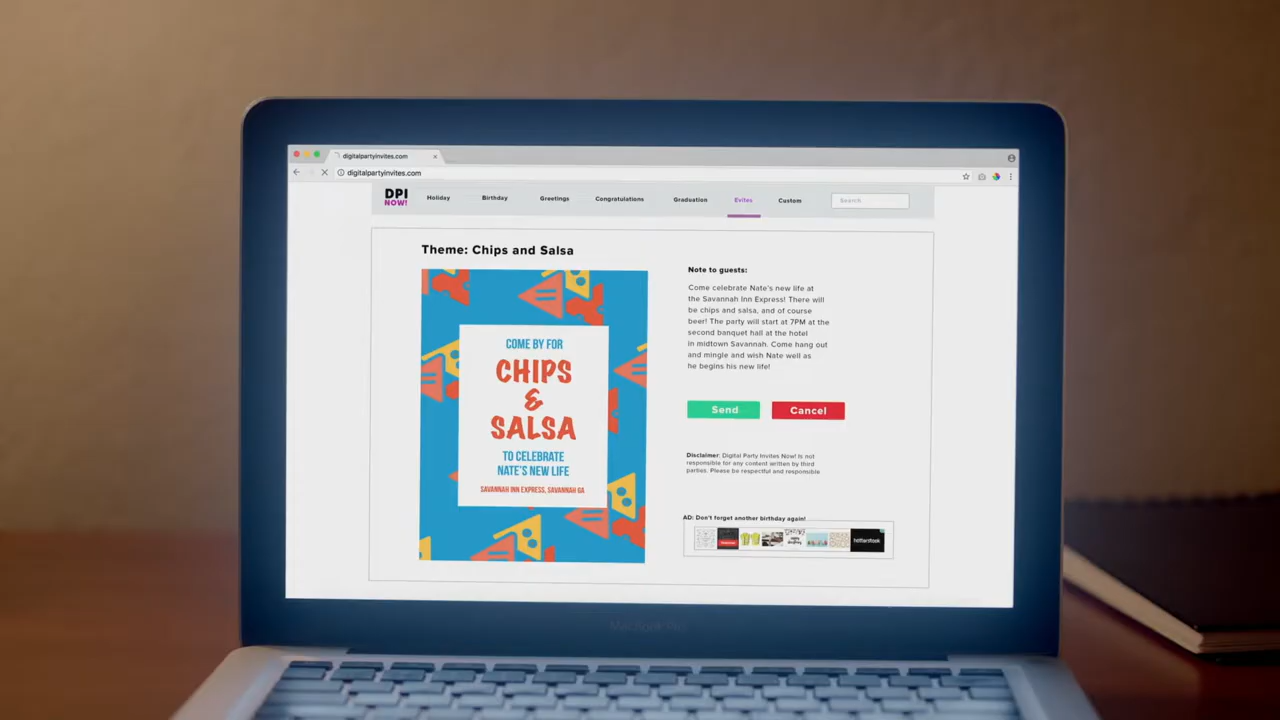 digitalpartyinvites.com
digitalpartyinvites.com
DPI
NOW!
Holiday
Birthday
Greetings
Congratulations
Graduation
Evites
Custom
Search
Theme: Chips and Salsa
COME BY FOR
CHIPS
&
SALSA
TO CELEBRATE
NATE'S NEW LIFE
SAVANNAH INN EXPRESS, SAVANNAH GA
Note to guests:
Come celebrate Nate's new life at
the Savannah Inn Express! There will
be chips and salsa, and of course
beer! The party will start at 7PM at the
second banquet hall at the hotel
in midtown Savannah. Come hang out
and mingle and wish Nate well as
he begins his new life!
Send
Cancel
Disclaimer: Digital Party Invites Now! Is not
responsible for any content written by third
parties. Please be respectful and responsible
AD: Don't forget another birthday again!
MacBook Pro